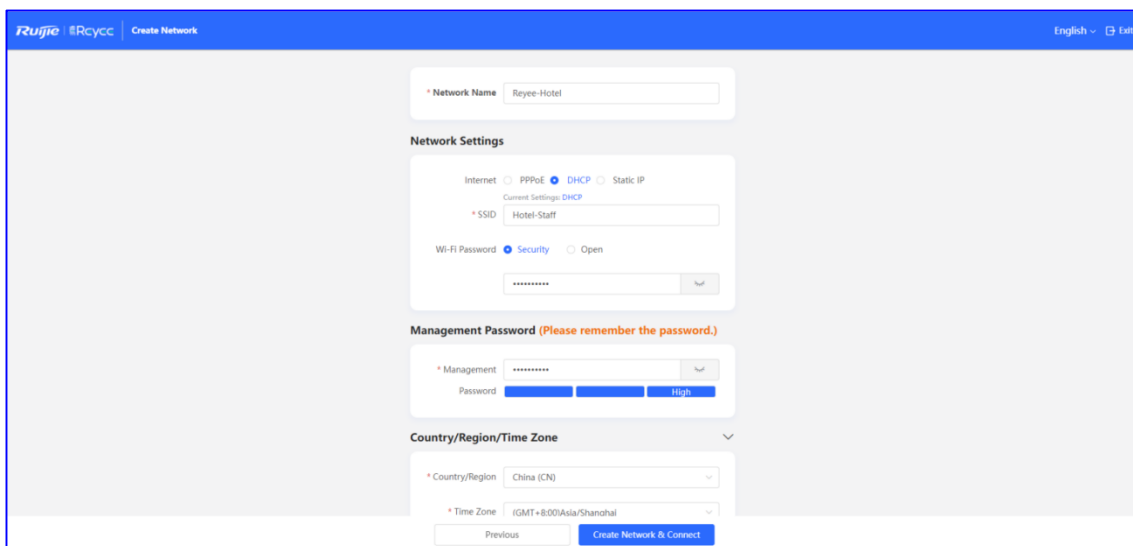 Ruijie | Rcycc | Create Network
English
Exit
* Network Name Reyee-Hotel
Network Settings
Internet PPPoE DHCP Static IP
Current Settings: DHCP
* SSID Hotel-Staff
Wi-Fi Password Security Open
••••••••••
Management Password (Please remember the password.)
* Management ••••••••••
Password High
Country/Region/Time Zone
* Country/Region China (CN)
* Time Zone (GMT+8:00)Asia/Shanghai
Previous Create Network & Connect